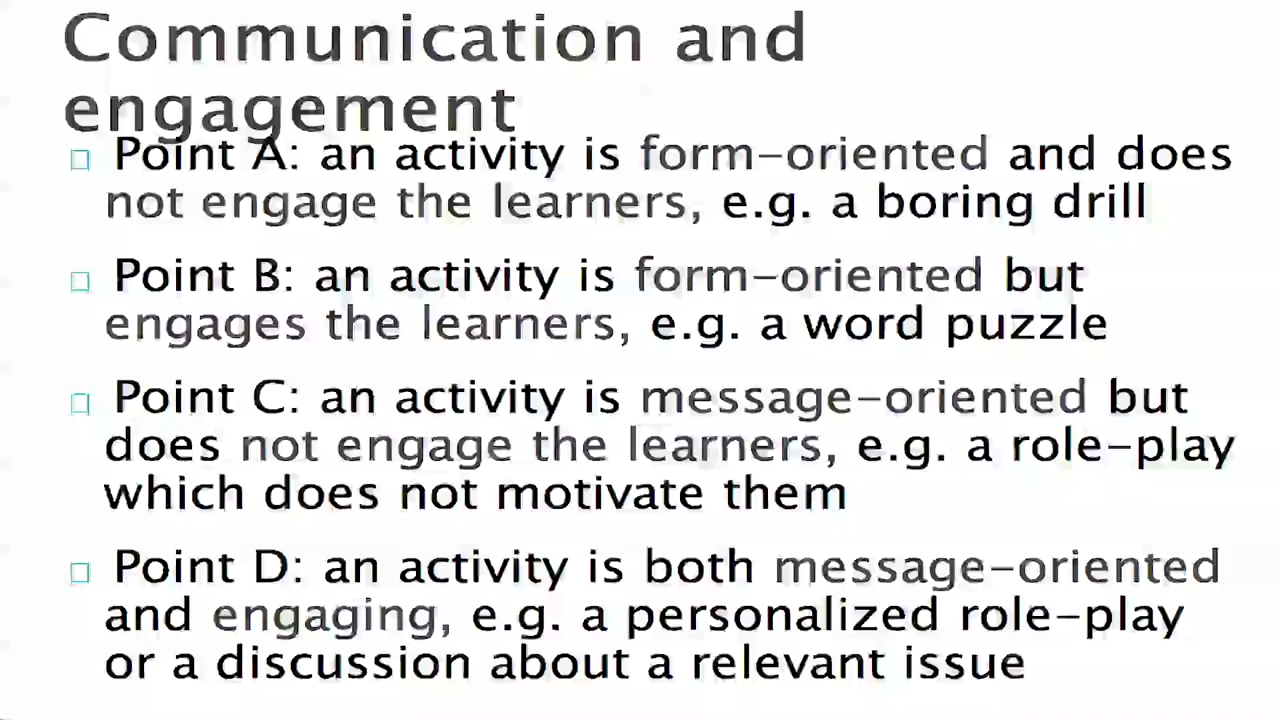 Communication and
engagement
Point A: an activity is form-oriented and does
not engage the learners, e.g. a boring drill
Point B: an activity is form-oriented but
engages the learners, e.g. a word puzzle
Point C: an activity is message-oriented but
does not engage the learners, e.g. a role-play
which does not motivate them
Point D: an activity is both message-oriented
and engaging, e.g. a personalized role-play
or a discussion about a relevant issue